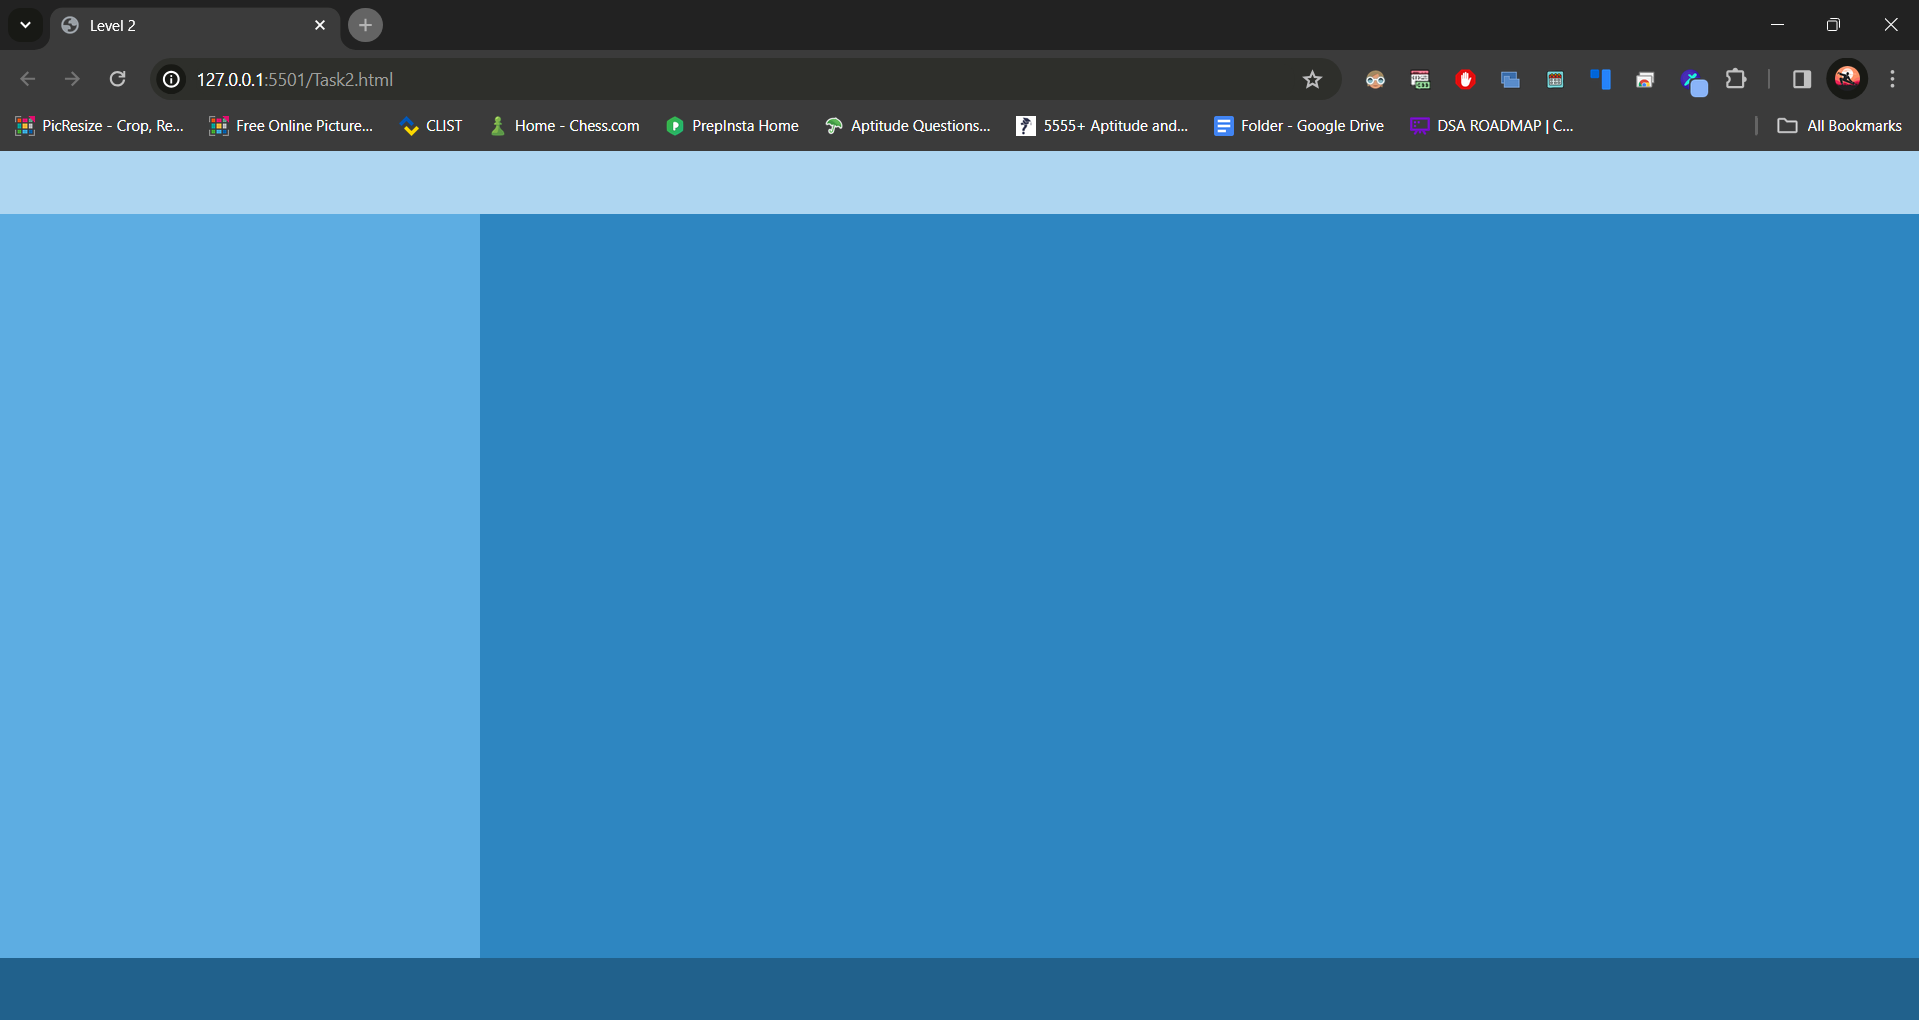 Level 2
127.0.0.1:5501/Task2.html
PicResize - Crop, Re... Free Online Picture... CLIST Home - Chess.com PrepInsta Home Aptitude Questions... 5555+ Aptitude and... Folder - Google Drive DSA ROADMAP | C... All Bookmarks